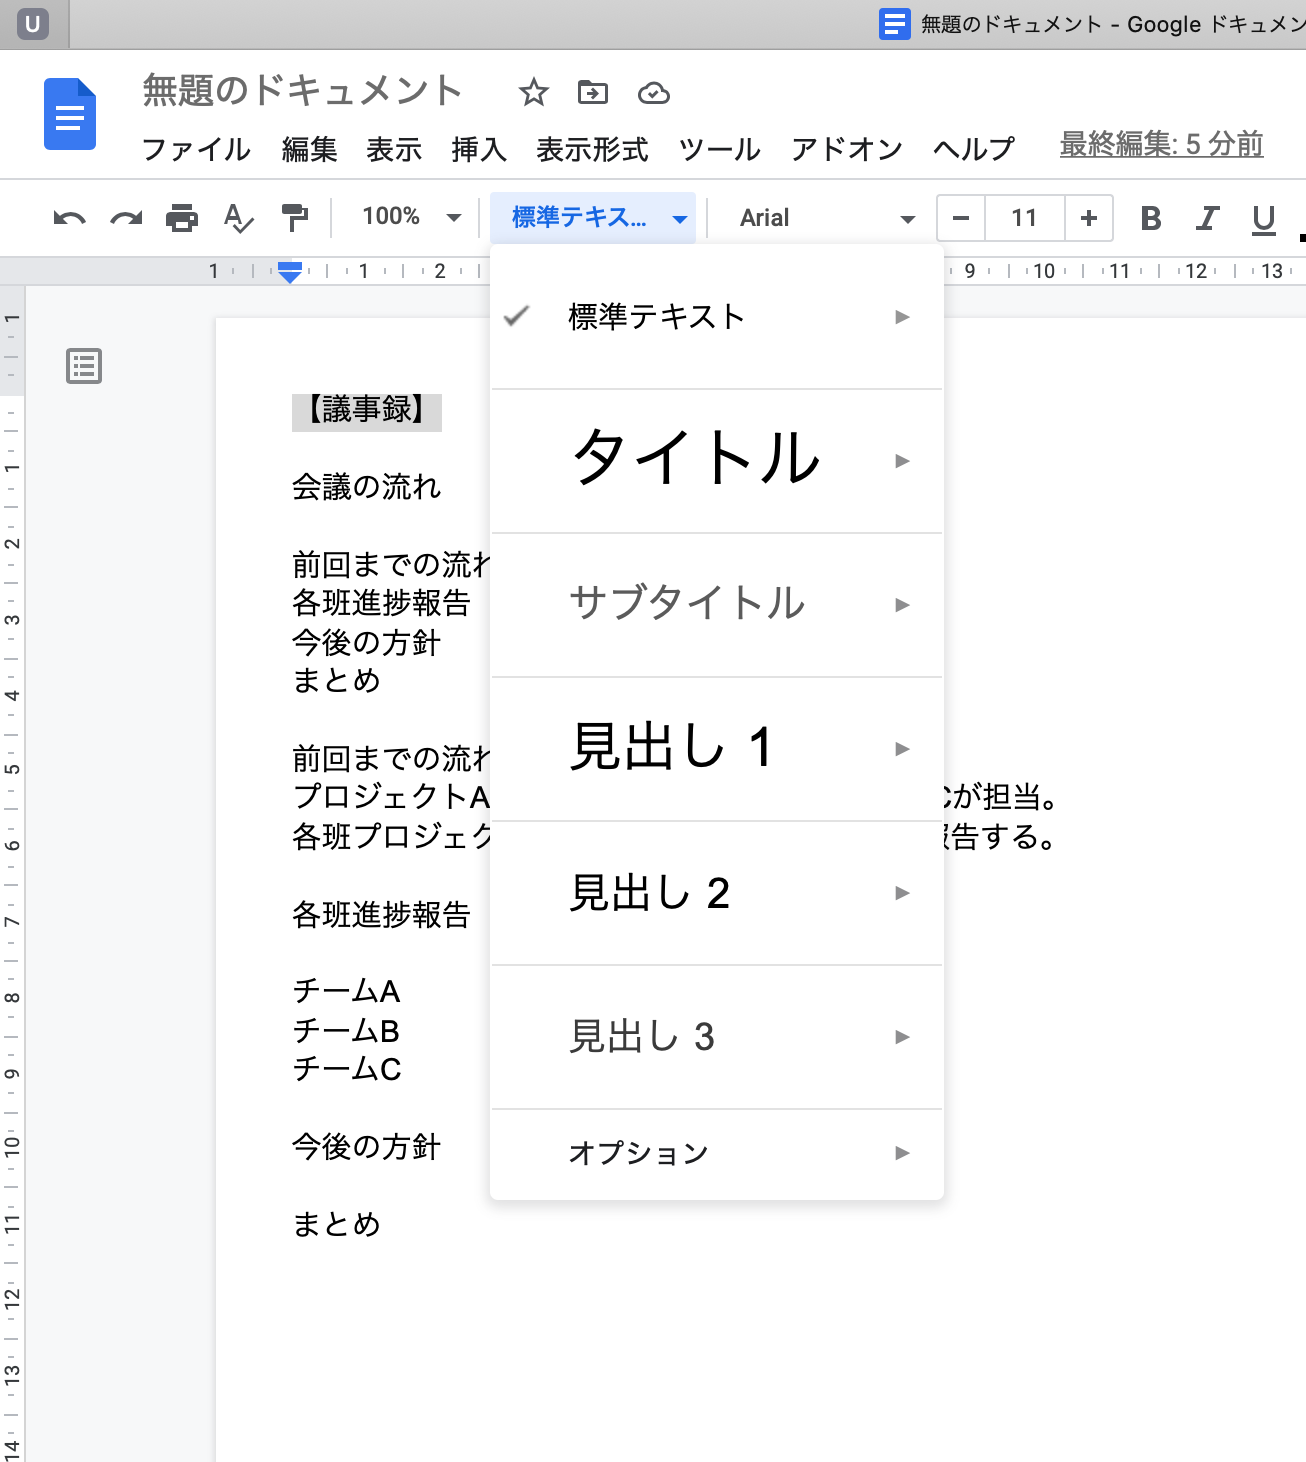 U
無題のドキュメント - Google ドキュメン
無題のドキュメント
ファイル 編集 表示 挿入 表示形式 ツール アドオン ヘルプ 最終編集: 5 分前
100% 標準テキス... Arial 11 B I U
1 1 2 9 10 11 12 13
標準テキスト
タイトル
サブタイトル
見出し 1
見出し 2
見出し 3
オプション
【議事録】
会議の流れ
前回までの流れ
各班進捗報告
今後の方針
まとめ
前回までの流れ
プロジェクトA が担当。
各班プロジェク 報告する。
各班進捗報告
チームA
チームB
チームC
今後の方針
まとめ
1
1
2
3
4
5
6
7
8
9
10
11
12
13
14